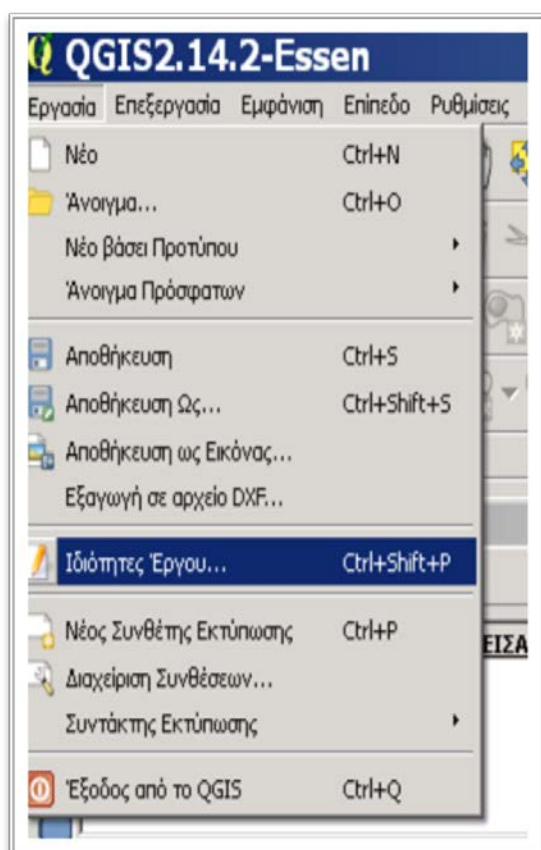 QGIS2.14.2-Essen
Εργασία Επεξεργασία Εμφάνιση Επίπεδο Ρυθμίσεις
Νέο Ctrl+N
Άνοιγμα... Ctrl+O
Νέο βάσει Προτύπου
Άνοιγμα Πρόσφατων
Αποθήκευση Ctrl+S
Αποθήκευση Ως... Ctrl+Shift+S
Αποθήκευση ως Εικόνας...
Εξαγωγή σε αρχείο DXF...
Ιδιότητες Έργου... Ctrl+Shift+P
Νέος Συνθέτης Εκτύπωσης Ctrl+P
ΕΙΣΑ
Διαχείριση Συνθέσεων...
Συντάκτης Εκτύπωσης
Έξοδος από το QGIS Ctrl+Q